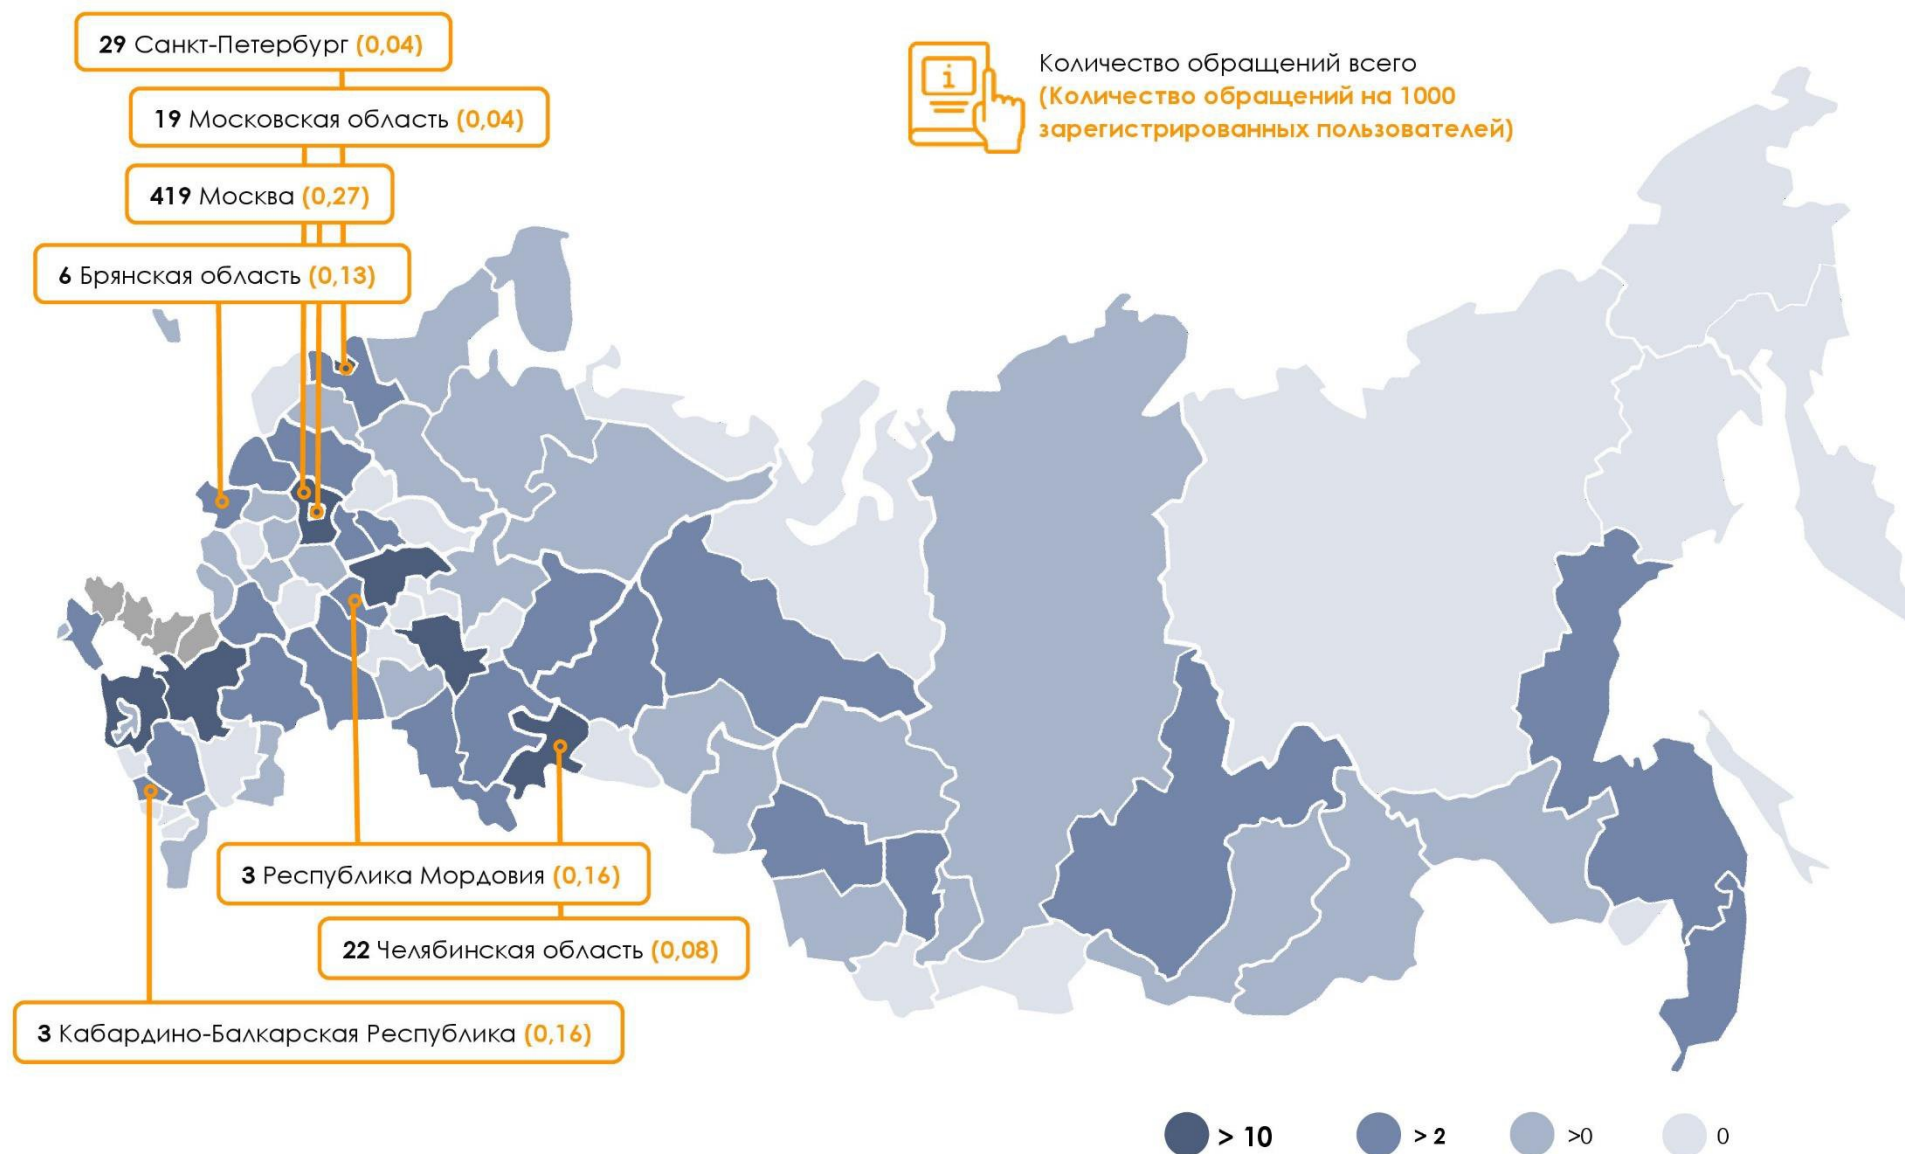 29 Санкт-Петербург (0,04)
19 Московская область (0,04)
419 Москва (0,27)
6 Брянская область (0,13)
i
Количество обращений всего
(Количество обращений на 1000
зарегистрированных пользователей)
3 Республика Мордовия (0,16)
22 Челябинская область (0,08)
3 Кабардино-Балкарская Республика (0,16)
> 10 > 2 >0 0